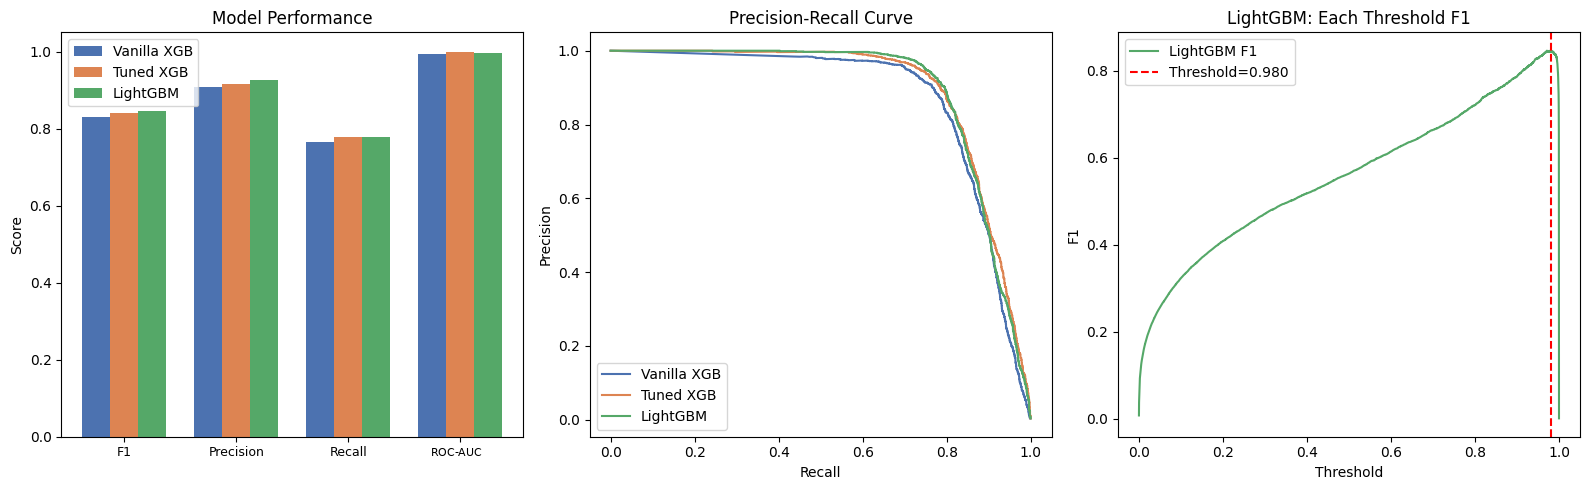 Model Performance
1.0
0.8
0.6
0.4
0.2
0.0
Score
Vanilla XGB
Tuned XGB
LightGBM
F1 Precision Recall ROC-AUC
Precision-Recall Curve
1.0
0.8
0.6
0.4
0.2
0.0
Precision
Vanilla XGB
Tuned XGB
LightGBM
0.0 0.2 0.4 0.6 0.8 1.0
Recall
LightGBM: Each Threshold F1
LightGBM F1
Threshold=0.980
0.8
0.6
0.4
0.2
0.0
F1
0.0 0.2 0.4 0.6 0.8 1.0
Threshold